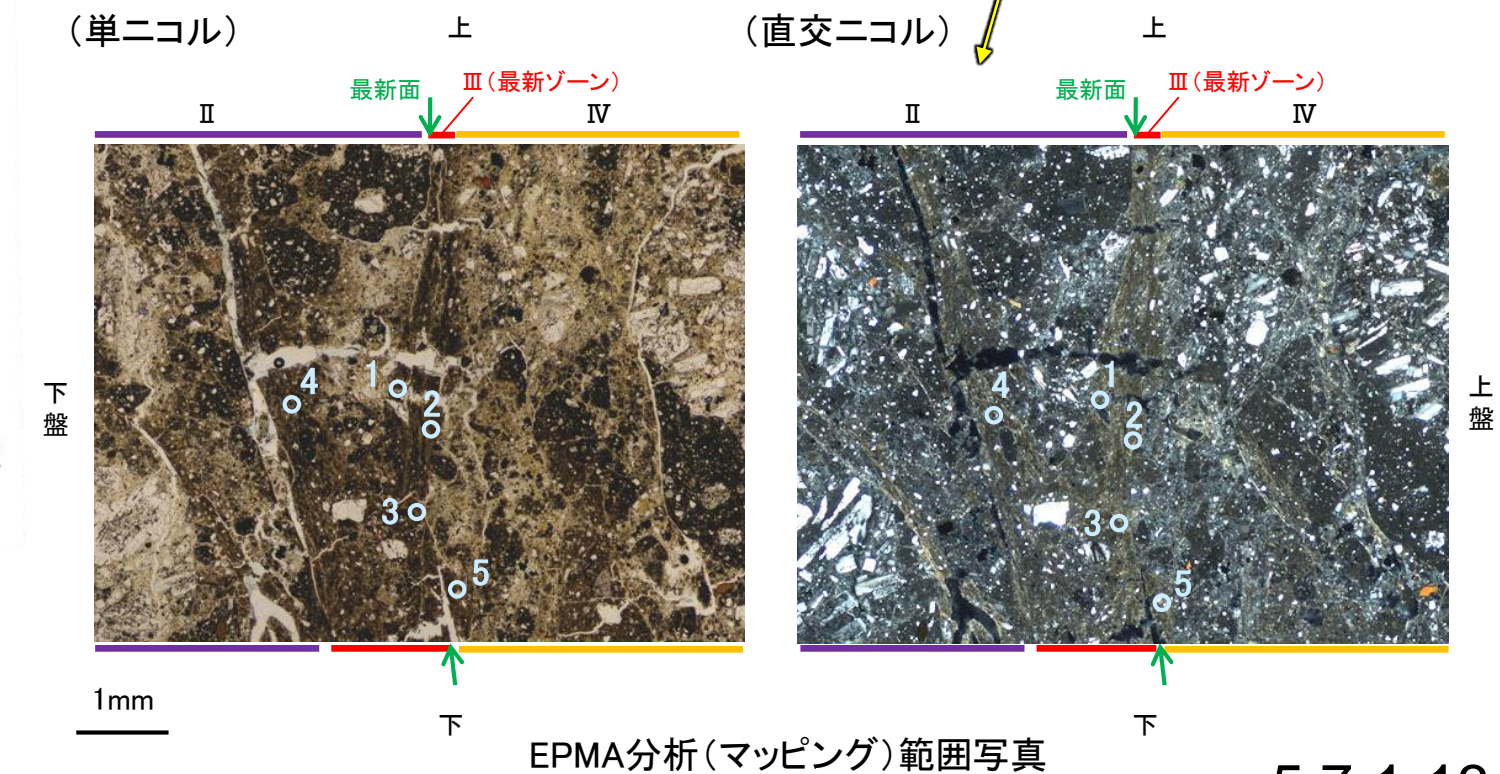 （単ニコル）
上
（直交ニコル）
上
最新面
Ⅲ（最新ゾーン）
Ⅱ
Ⅳ
最新面
Ⅲ（最新ゾーン）
Ⅱ
Ⅳ
下盤
4
1
2
3
5
4
1
2
3
5
上盤
1mm
下
下
EPMA分析（マッピング）範囲写真